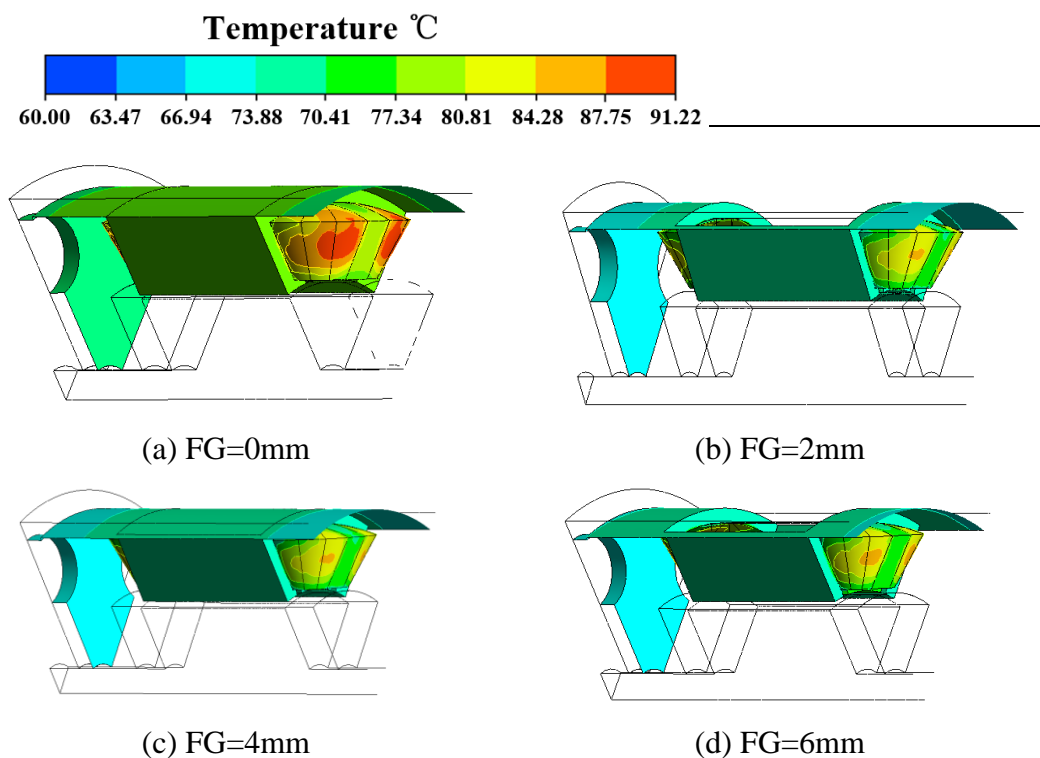 Temperature ℃
60.00 63.47 66.94 73.88 70.41 77.34 80.81 84.28 87.75 91.22
(a) FG=0mm
(b) FG=2mm
(c) FG=4mm
(d) FG=6mm